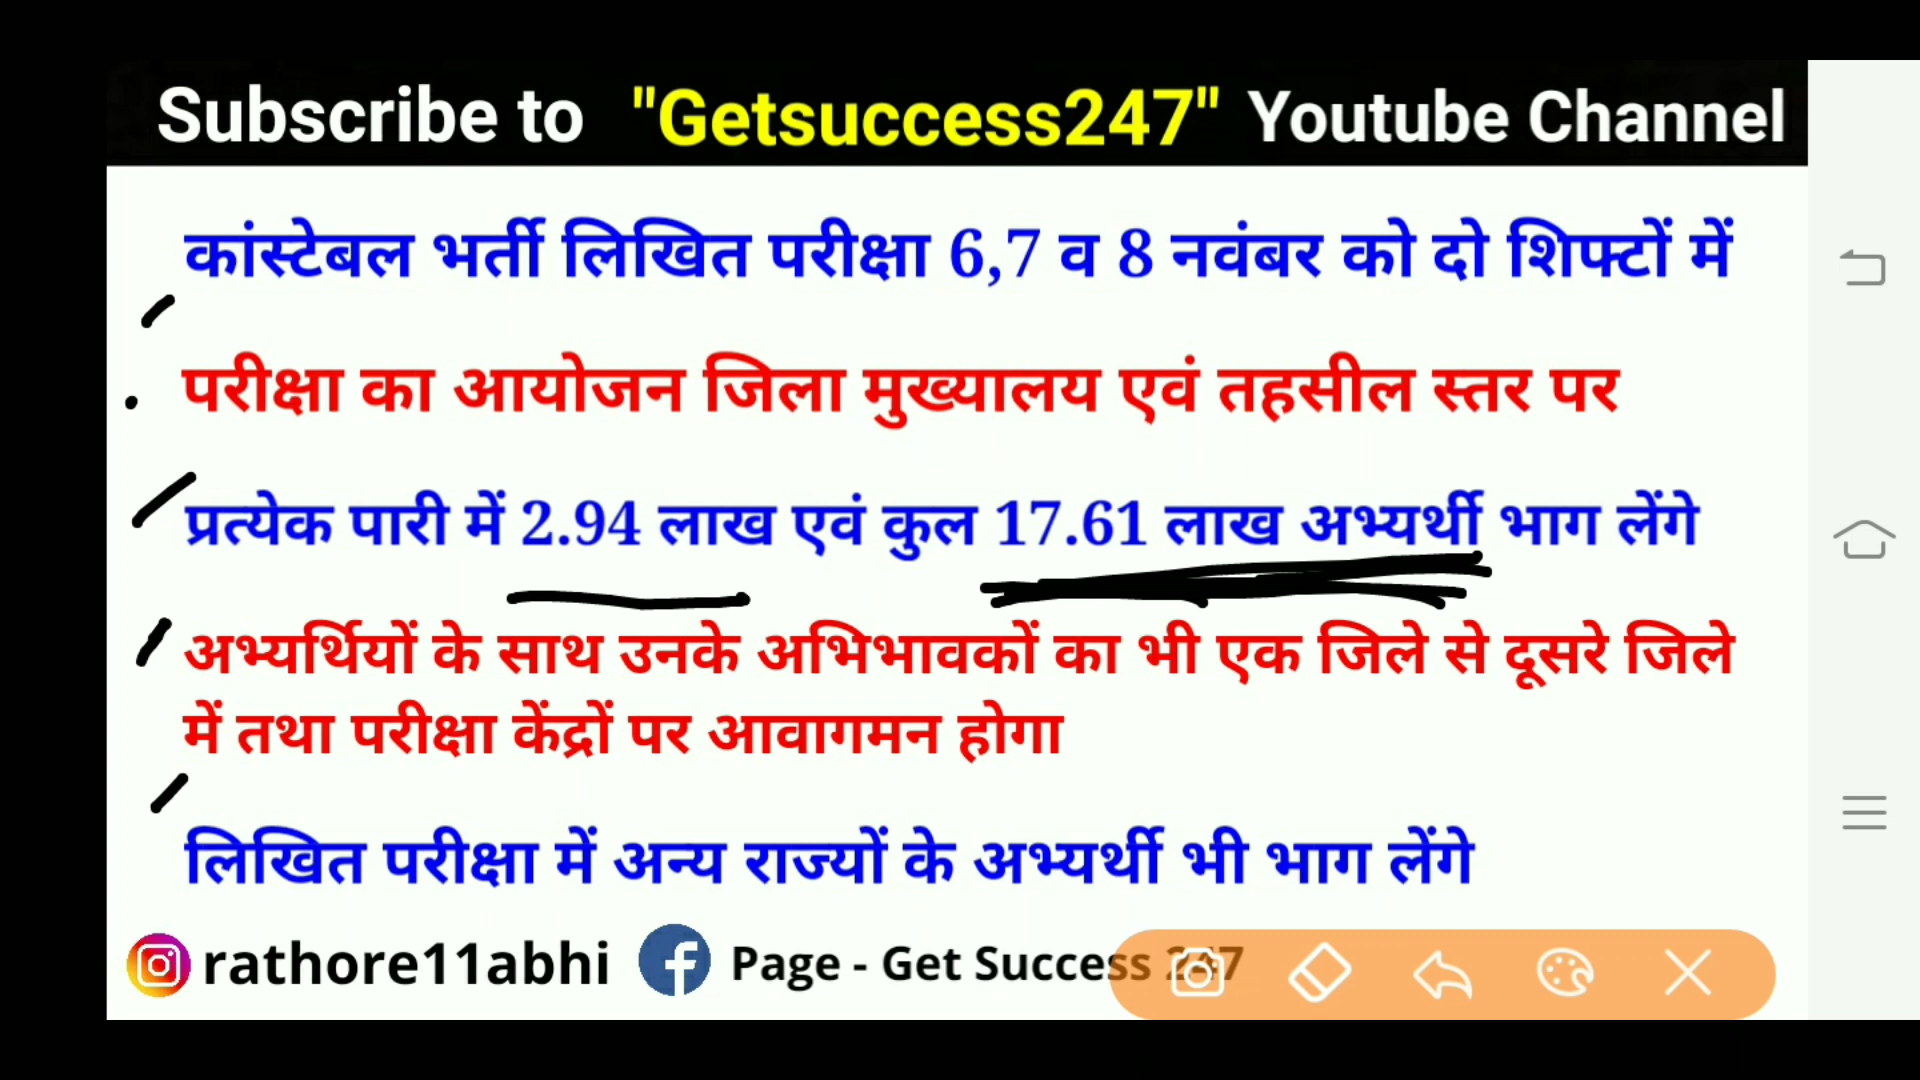 Subscribe to "Getsuccess247" Youtube Channel
कांस्टेबल भर्ती लिखित परीक्षा 6,7 व 8 नवंबर को दो शिफ्टों में
परीक्षा का आयोजन जिला मुख्यालय एवं तहसील स्तर पर
प्रत्येक पारी में 2.94 लाख एवं कुल 17.61 लाख अभ्यर्थी भाग लेंगे
अभ्यर्थियों के साथ उनके अभिभावकों का भी एक जिले से दूसरे जिले
में तथा परीक्षा केंद्रों पर आवागमन होगा
लिखित परीक्षा में अन्य राज्यों के अभ्यर्थी भी भाग लेंगे
rathore11abhi Page - Get Success 247